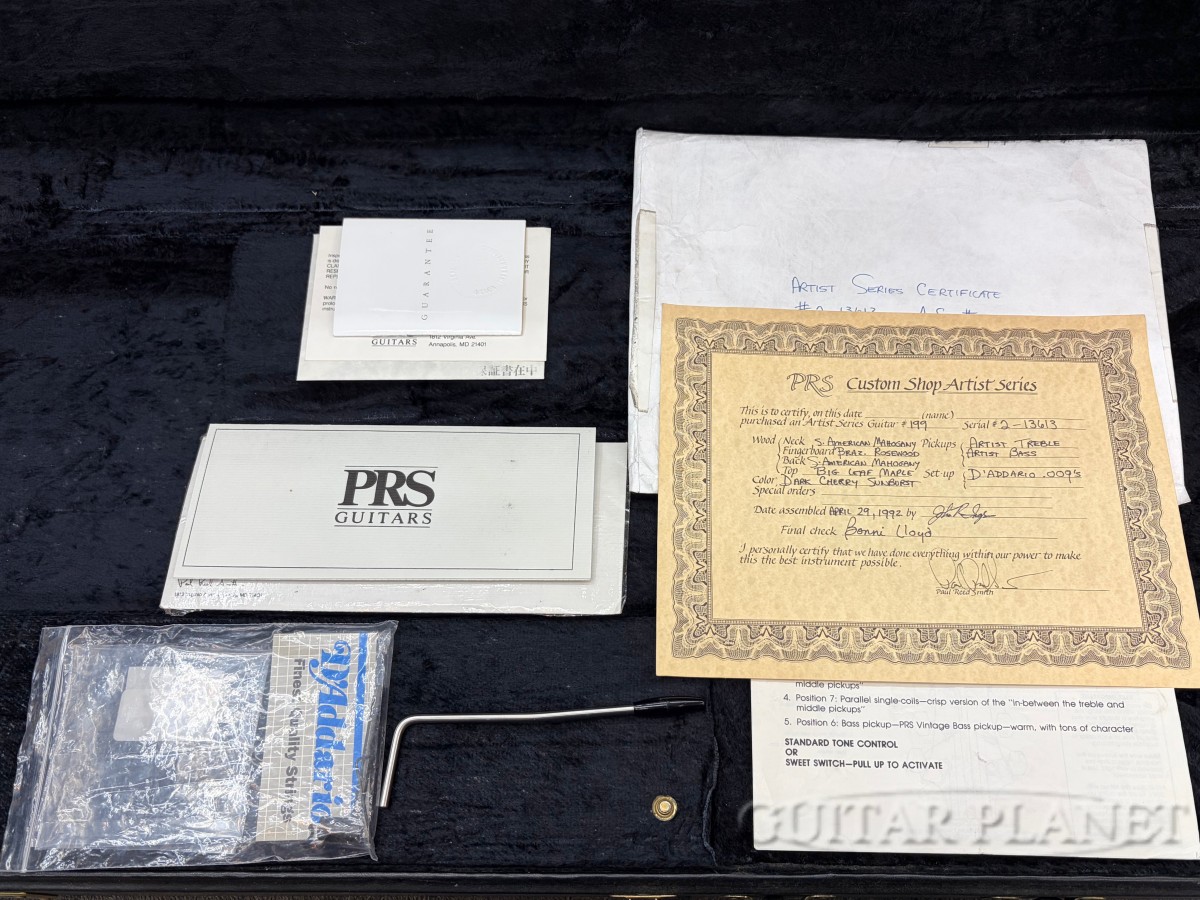 GUARANTEE
No
WAR
GUITARS
1812 Virginia Ave.
Annapolis, MD 21401
証書在中
ARTIST SERIES CERTIFICATE
PRS
GUITARS
PRS Custom Shop Artist Series
This is to certify, on this date (name)
purchased an Artist Series Guitar # 199 Serial # 2-13613
Wood Neck S. AMERICAN MAHOGANY Pickups ARTIST TREBLE
Fingerboard BRAZ. ROSEWOOD ARTIST BASS
Back S. AMERICAN MAHOGANY
Top BIG LEAF MAPLE Set-up D'ADDARIO .009's
Color DARK CHERRY SUNBURST
Special orders
Date assembled APRIL 29, 1992 by
Final check Bonni Lloyd
I personally certify that we have done everything within our power to make
this the best instrument possible.
Paul Reed Smith
middle pickups"
4. Position 7: Parallel single-coils—crisp version of the "in-between the treble and
middle pickups"
5. Position 6: Bass pickup—PRS Vintage Bass pickup—warm, with tons of character
STANDARD TONE CONTROL
OR
SWEET SWITCH—PULL UP TO ACTIVATE
D'Addario
Finest Quality Strings
GUITAR PLANET